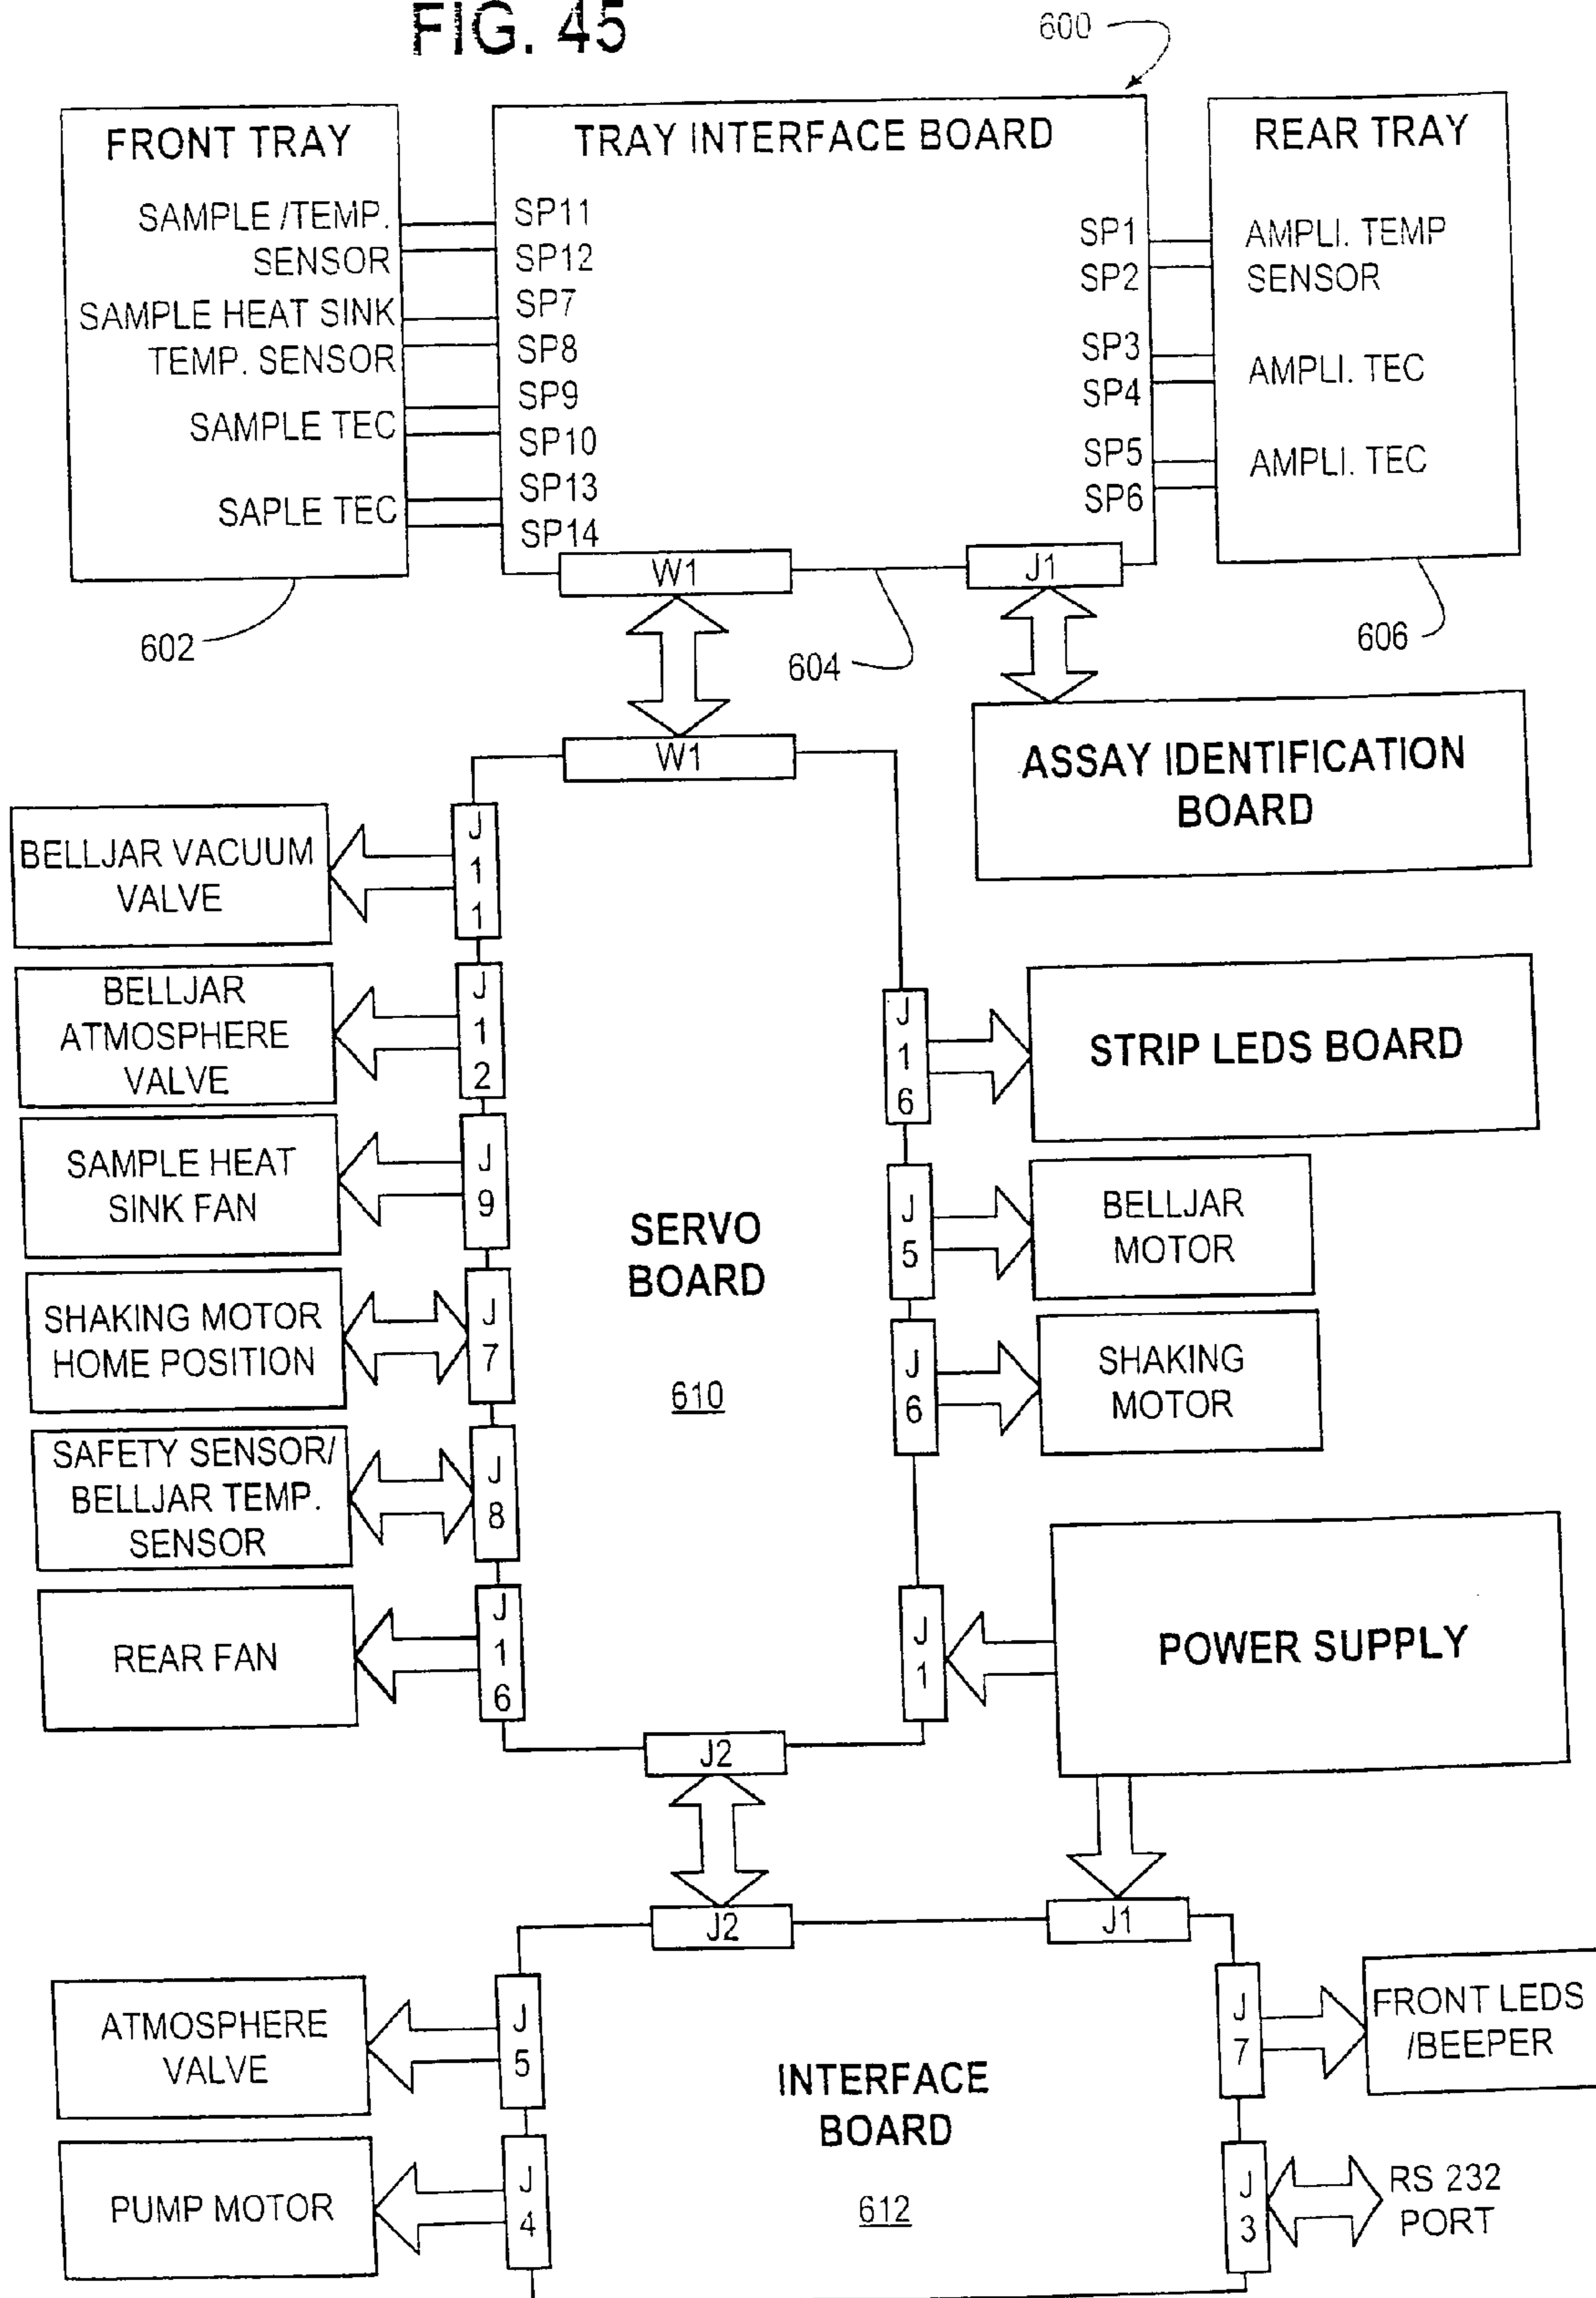 FIG. 45
600
FRONT TRAY
SAMPLE /TEMP.
SENSOR
SAMPLE HEAT SINK
TEMP. SENSOR
SAMPLE TEC
SAPLE TEC
602
TRAY INTERFACE BOARD
SP11
SP12
SP7
SP8
SP9
SP10
SP13
SP14
SP1
SP2
SP3
SP4
SP5
SP6
W1
J1
604
REAR TRAY
AMPLI. TEMP
SENSOR
AMPLI. TEC
AMPLI. TEC
606
ASSAY IDENTIFICATION
BOARD
W1
BELLJAR VACUUM
VALVE
J11
BELLJAR
ATMOSPHERE
VALVE
J12
SAMPLE HEAT
SINK FAN
J9
SHAKING MOTOR
HOME POSITION
J7
SAFETY SENSOR/
BELLJAR TEMP.
SENSOR
J8
REAR FAN
J16
SERVO
BOARD
610
J16
STRIP LEDS BOARD
J5
BELLJAR
MOTOR
J6
SHAKING
MOTOR
J1
POWER SUPPLY
J2
J2
J1
ATMOSPHERE
VALVE
J5
PUMP MOTOR
J4
INTERFACE
BOARD
612
J7
FRONT LEDS
/BEEPER
J3
RS 232
PORT